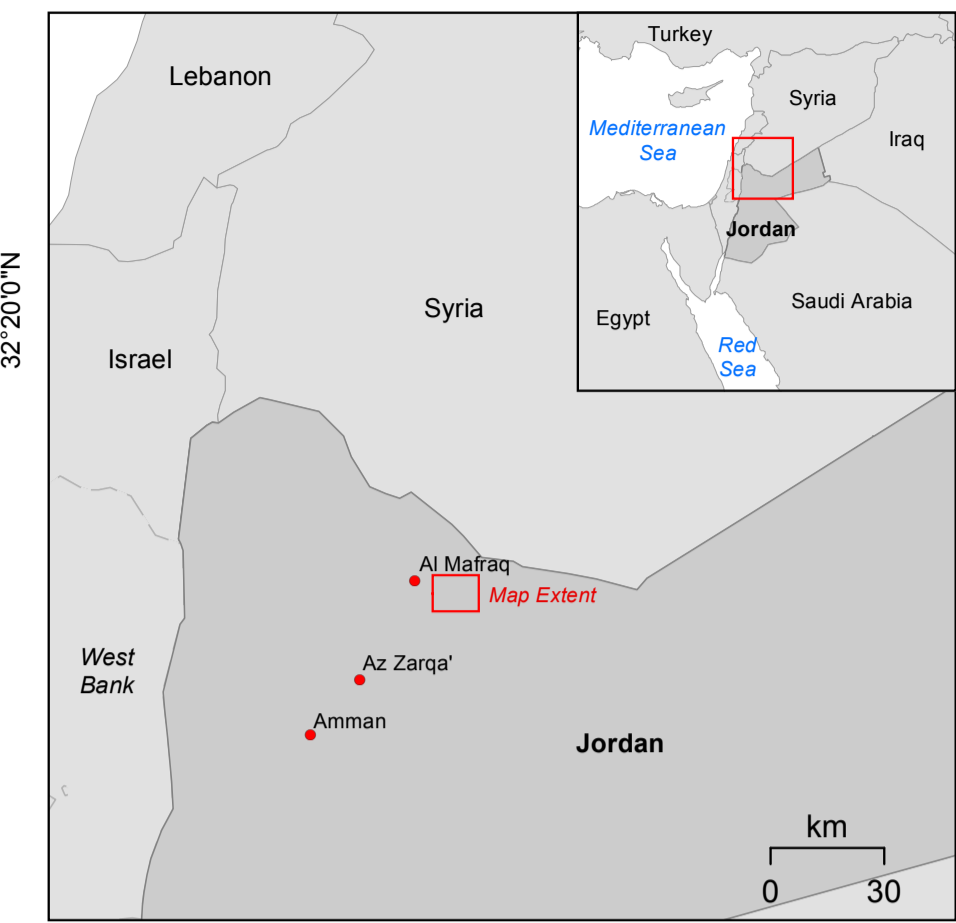 Lebanon
Turkey
Syria
Mediterranean
Sea
Iraq
Jordan
Saudi Arabia
Egypt
Red
Sea
32°20'0"N
Syria
Israel
Al Mafraq
Map Extent
West
Bank
Az Zarqa'
Amman
Jordan
km
0 30